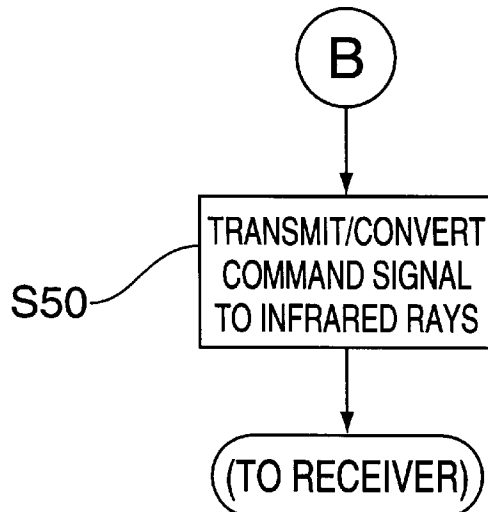 B
TRANSMIT/CONVERT
COMMAND SIGNAL
TO INFRARED RAYS
S50
(TO RECEIVER)